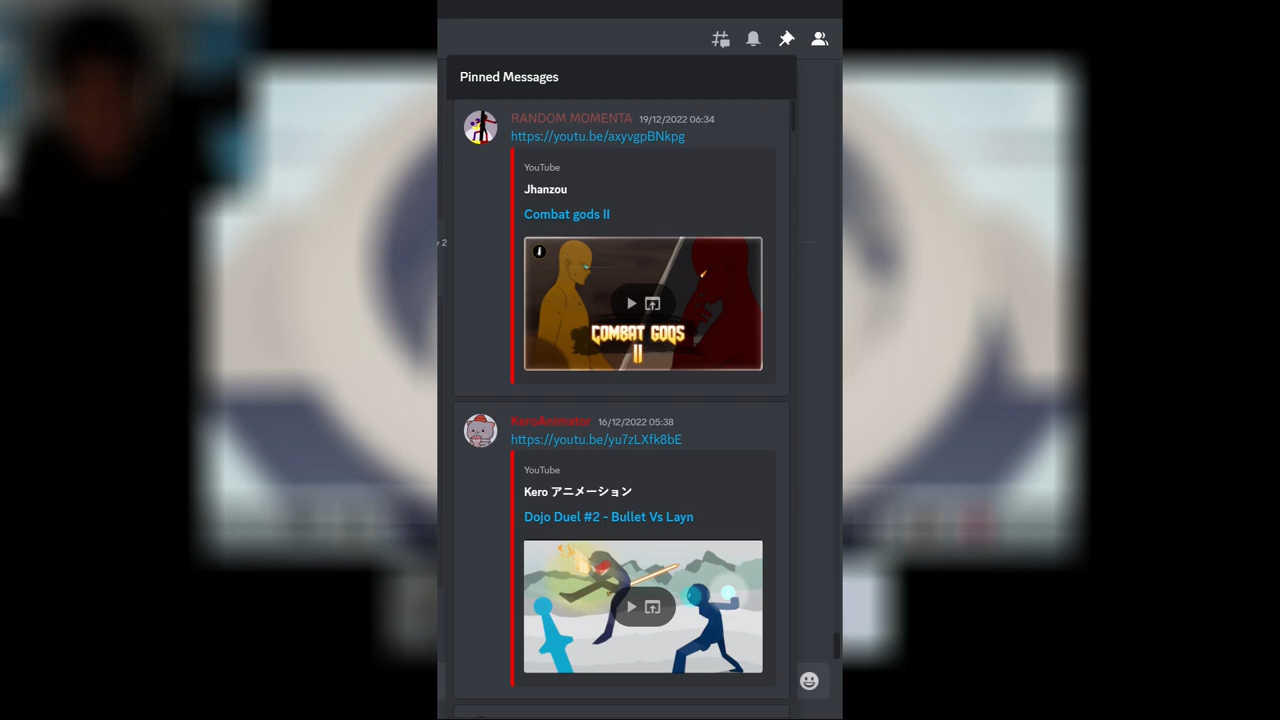 Pinned Messages
RANDOM MOMENTA 19/12/2022 06:34
https://youtu.be/axyvgpBNkpg
YouTube
Jhanzou
Combat gods II
COMBAT GODS
II
y 2
KeroAnimator 16/12/2022 05:38
https://youtu.be/yu7zLXfk8bE
YouTube
Kero アニメーション
Dojo Duel #2 - Bullet Vs Layn